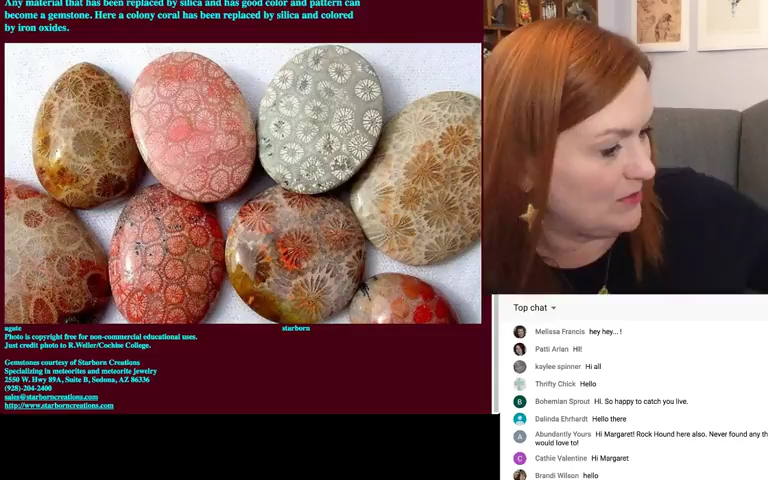 Any material that has been replaced by silica and has good color and pattern can
become a gemstone. Here a colony coral has been replaced by silica and colored
by iron oxides.
agate starborn
Photo is copyright free for non-commercial educational uses.
Just credit photo to R.Weller/Cochise College.
Gemstones courtesy of Starborn Creations
Specializing in meteorites and meteorite jewelry
2550 W. Hwy 89A, Suite B, Sedona, AZ 86336
(928)-204-2400
sales@starborncreations.com
http://www.starborncreations.com
Top chat
Melissa Francis hey hey... !
Patti Arlan HI!
kaylee spinner Hi all
Thrifty Chick Hello
B Bohemian Sprout Hi. So happy to catch you live.
Dalinda Ehrhardt Hello there
A Abundantly Yours Hi Margaret! Rock Hound here also. Never found any th
would love to!
C Cathie Valentine Hi Margaret
Brandi Wilson hello